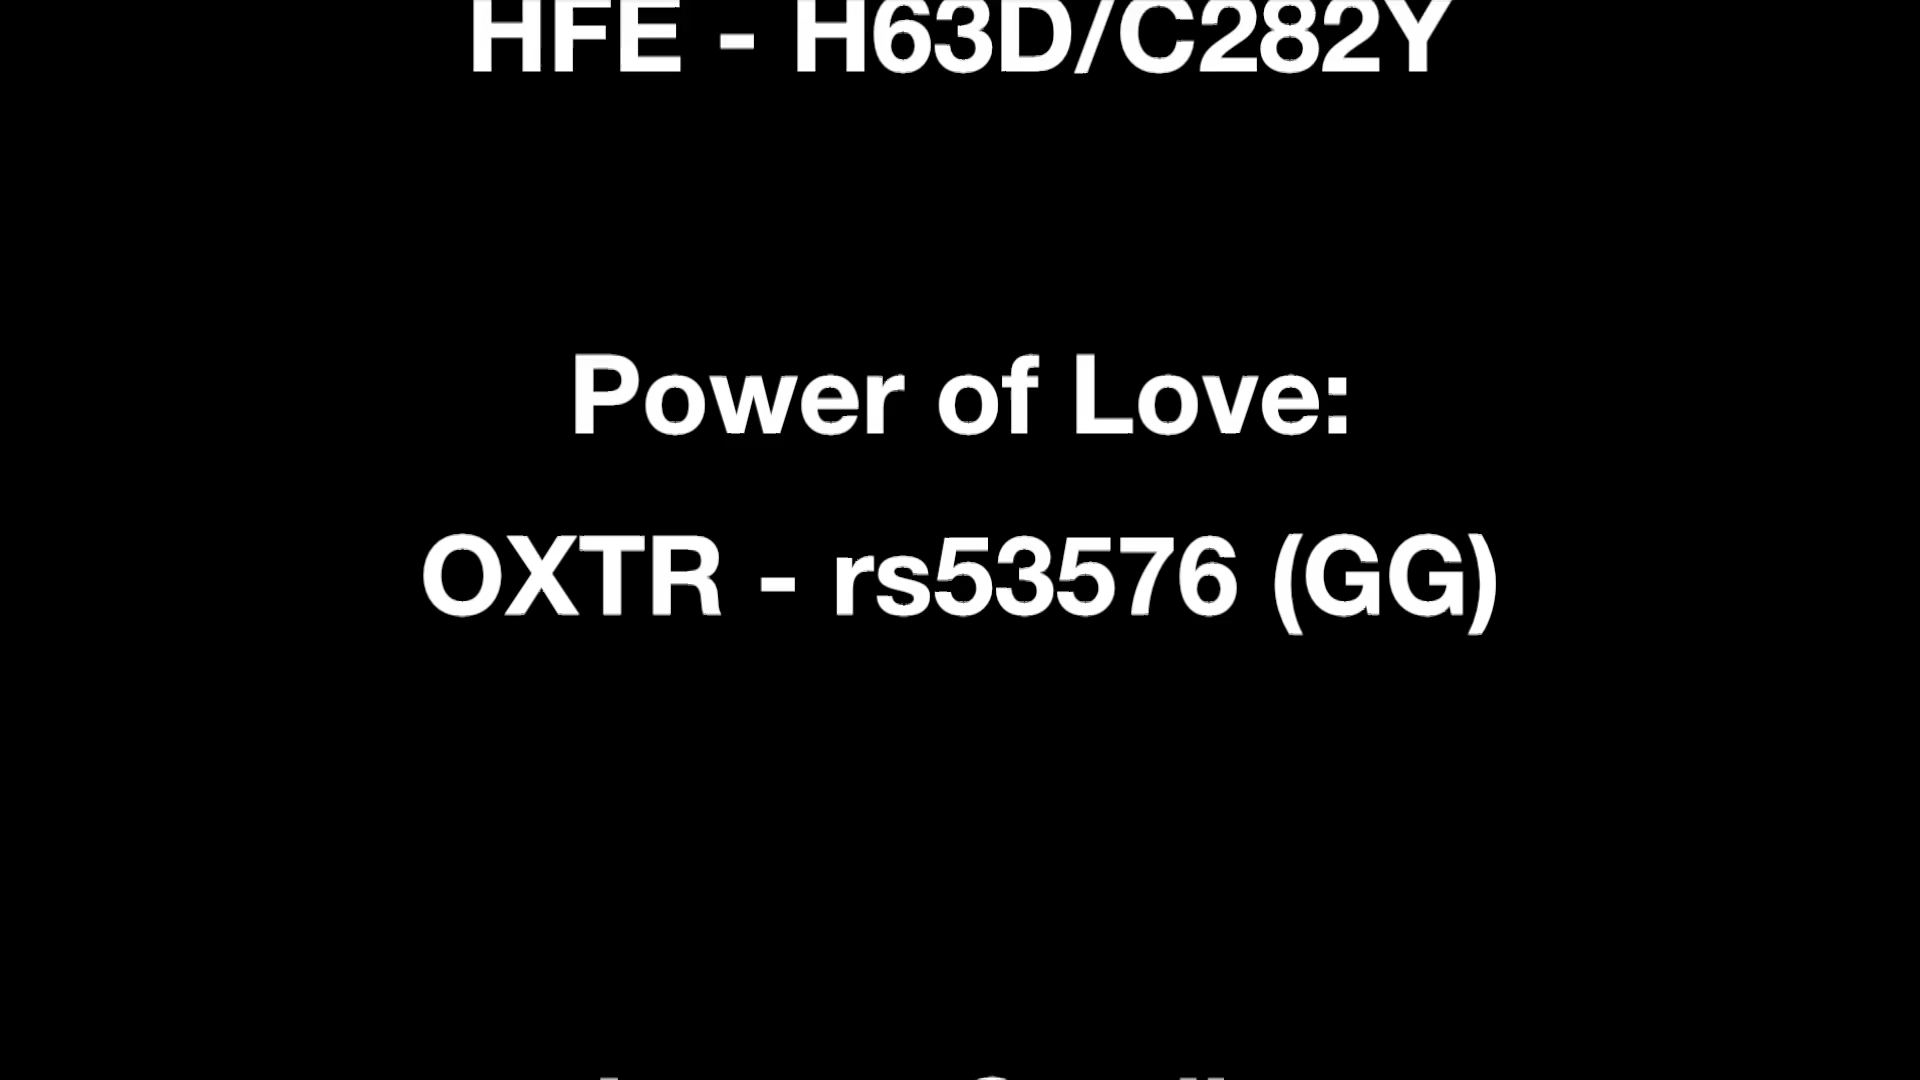 HFE - H63D/C282Y
Power of Love:
OXTR - rs53576 (GG)